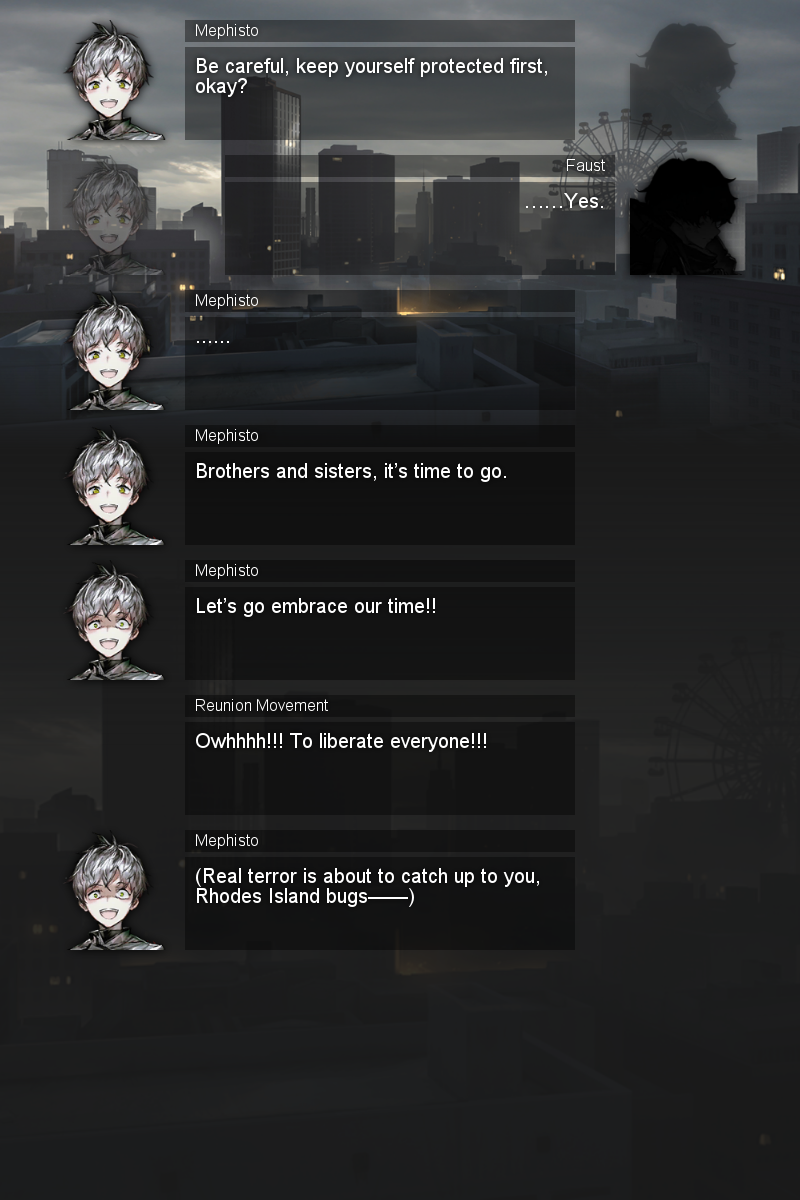 Mephisto
Be careful, keep yourself protected first,
okay?
Faust
……Yes.
Mephisto
……
Mephisto
Brothers and sisters, it’s time to go.
Mephisto
Let’s go embrace our time!!
Reunion Movement
Owhhhh!!! To liberate everyone!!!
Mephisto
(Real terror is about to catch up to you,
Rhodes Island bugs——)